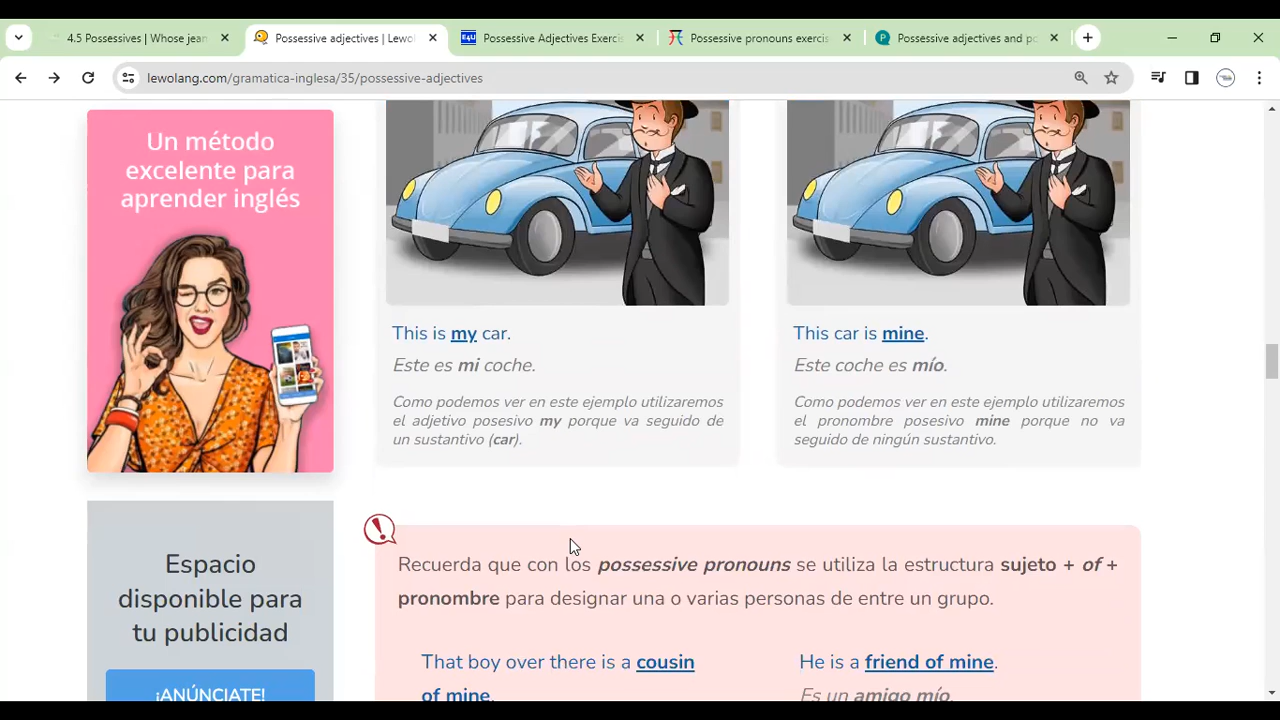 4.5 Possessives | Whose jean
Possessive adjectives | Lewo
Possessive Adjectives Exercis
Possessive pronouns exercis
Possessive adjectives and po
lewolang.com/gramatica-inglesa/35/possessive-adjectives
Un método
excelente para
aprender inglés
Espacio
disponible para
tu publicidad
¡ANÚNCIATE!
This is my car.
Este es mi coche.
Como podemos ver en este ejemplo utilizaremos
el adjetivo posesivo my porque va seguido de
un sustantivo (car).
This car is mine.
Este coche es mío.
Como podemos ver en este ejemplo utilizaremos
el pronombre posesivo mine porque no va
seguido de ningún sustantivo.
Recuerda que con los possessive pronouns se utiliza la estructura sujeto + of +
pronombre para designar una o varias personas de entre un grupo.
That boy over there is a cousin
of mine.
He is a friend of mine.
Es un amigo mío.